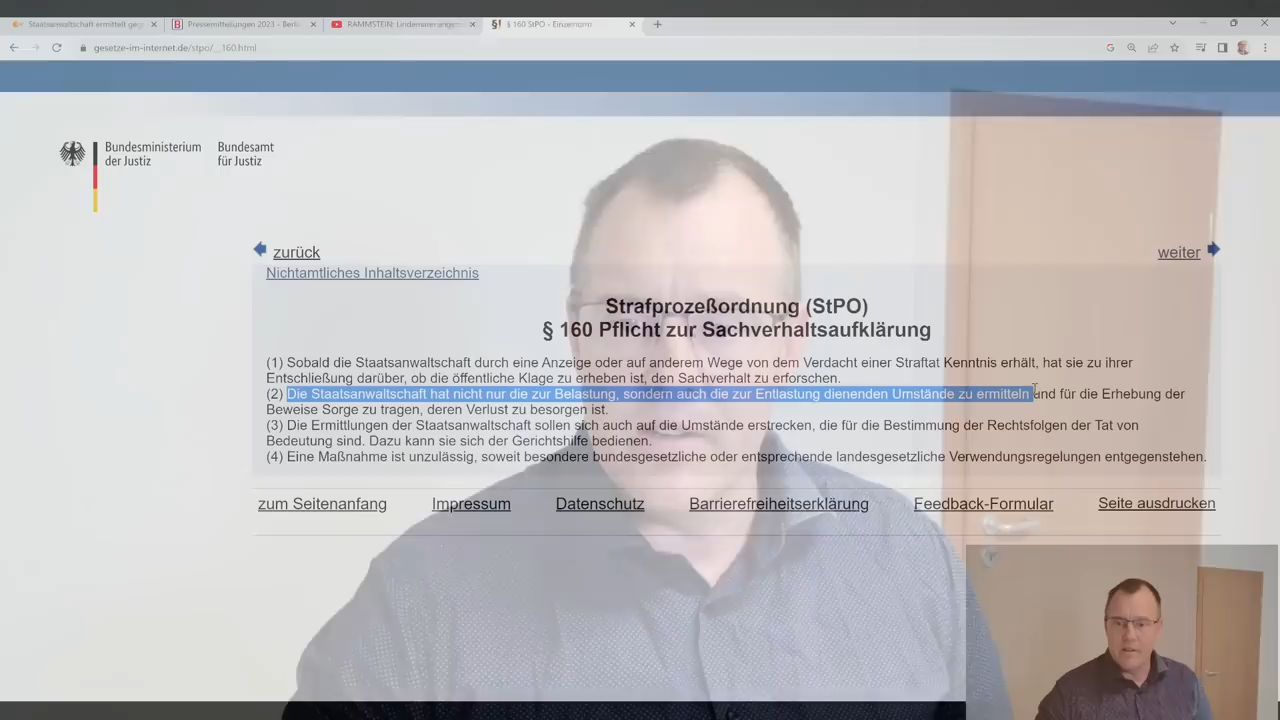 Staatsanwaltschaft ermittelt geg
Pressemitteilungen 2023 - Berli
RAMMSTEIN: Lindemann
§ 160 StPO - Einzelnorm
gesetze-im-internet.de/stpo/__160.html
Bundesministerium
der Justiz
Bundesamt
für Justiz
zurück
weiter
Nichtamtliches Inhaltsverzeichnis
Strafprozeßordnung (StPO)
§ 160 Pflicht zur Sachverhaltsaufklärung
(1) Sobald die Staatsanwaltschaft durch eine Anzeige oder auf anderem Wege von dem Verdacht einer Straftat Kenntnis erhält, hat sie zu ihrer
Entschließung darüber, ob die öffentliche Klage zu erheben ist, den Sachverhalt zu erforschen.
(2) Die Staatsanwaltschaft hat nicht nur die zur Belastung, sondern auch die zur Entlastung dienenden Umstände zu ermitteln und für die Erhebung der
Beweise Sorge zu tragen, deren Verlust zu besorgen ist.
(3) Die Ermittlungen der Staatsanwaltschaft sollen sich auch auf die Umstände erstrecken, die für die Bestimmung der Rechtsfolgen der Tat von
Bedeutung sind. Dazu kann sie sich der Gerichtshilfe bedienen.
(4) Eine Maßnahme ist unzulässig, soweit besondere bundesgesetzliche oder entsprechende landesgesetzliche Verwendungsregelungen entgegenstehen.
zum Seitenanfang
Impressum
Datenschutz
Barrierefreiheitserklärung
Feedback-Formular
Seite ausdrucken